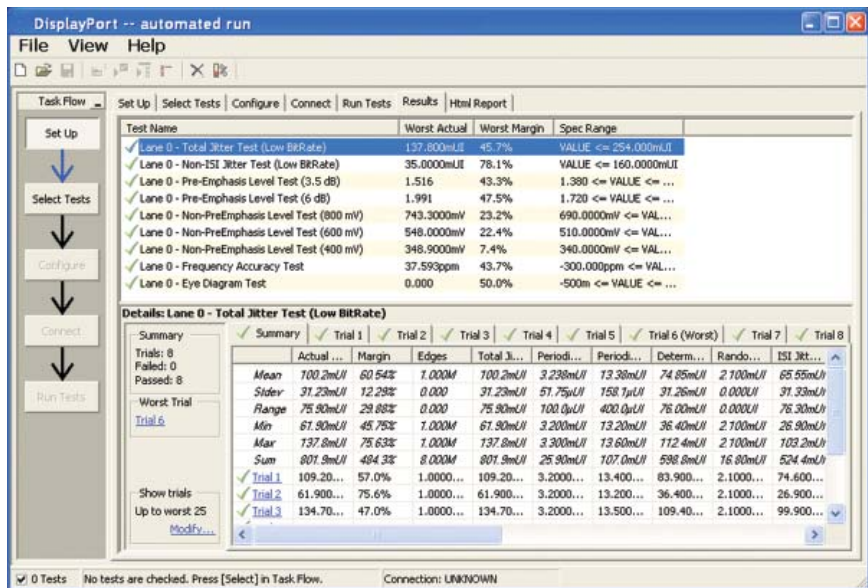 DisplayPort -- automated run
File View Help
Task Flow
Set Up
Select Tests
Configure
Connect
Run Tests
Set Up Select Tests Configure Connect Run Tests Results Html Report
Test Name Worst Actual Worst Margin Spec Range
Lane 0 - Total Jitter Test (Low BitRate) 137.800mUI 45.7% VALUE <= 254.000mUI
Lane 0 - Non-ISI Jitter Test (Low BitRate) 35.0000mUI 78.1% VALUE <= 160.0000mUI
Lane 0 - Pre-Emphasis Level Test (3.5 dB) 1.516 43.3% 1.380 <= VALUE <= ...
Lane 0 - Pre-Emphasis Level Test (6 dB) 1.991 47.5% 1.720 <= VALUE <= ...
Lane 0 - Non-PreEmphasis Level Test (800 mV) 743.3000mV 23.2% 690.0000mV <= VAL...
Lane 0 - Non-PreEmphasis Level Test (600 mV) 548.0000mV 22.4% 510.0000mV <= VAL...
Lane 0 - Non-PreEmphasis Level Test (400 mV) 348.9000mV 7.4% 340.0000mV <= VAL...
Lane 0 - Frequency Accuracy Test 37.593ppm 43.7% -300.000ppm <= VAL...
Lane 0 - Eye Diagram Test 0.000 50.0% -500m <= VALUE <= ...
Details: Lane 0 - Total Jitter Test (Low BitRate)
Summary
Trials: 8
Failed: 0
Passed: 8
Worst Trial
Trial 6
Show trials
Up to worst 25
Modify...
Summary Trial 1 Trial 2 Trial 3 Trial 4 Trial 5 Trial 6 (Worst) Trial 7 Trial 8
Actual ... Margin Edges Total Ji... Periodi... Periodi... Determ... Rando... ISI Jitt...
Mean 100.2mUI 60.54% 1.000M 100.2mUI 3.238mUI 13.38mUI 74.85mUI 2.100mUI 65.55mUI
Stdev 31.23mUI 12.29% 0.000 31.23mUI 51.75µUI 158.1µUI 31.26mUI 0.000UI 31.33mUI
Range 75.90mUI 29.88% 0.000 75.90mUI 100.0µUI 400.0µUI 76.00mUI 0.000UI 76.30mUI
Min 61.90mUI 45.75% 1.000M 61.90mUI 3.200mUI 13.20mUI 36.40mUI 2.100mUI 26.90mUI
Max 137.8mUI 75.63% 1.000M 137.8mUI 3.300mUI 13.60mUI 112.4mUI 2.100mUI 103.2mUI
Sum 801.9mUI 484.3% 8.000M 801.9mUI 25.90mUI 107.0mUI 598.8mUI 16.80mUI 524.4mUI
Trial 1 109.20... 57.0% 1.0000... 109.20... 3.2000... 13.400... 83.900... 2.1000... 74.600...
Trial 2 61.900... 75.6% 1.0000... 61.900... 3.2000... 13.200... 36.400... 2.1000... 26.900...
Trial 3 134.70... 47.0% 1.0000... 134.70... 3.2000... 13.500... 109.40... 2.1000... 99.900...
0 Tests No tests are checked. Press [Select] in Task Flow. Connection: UNKNOWN